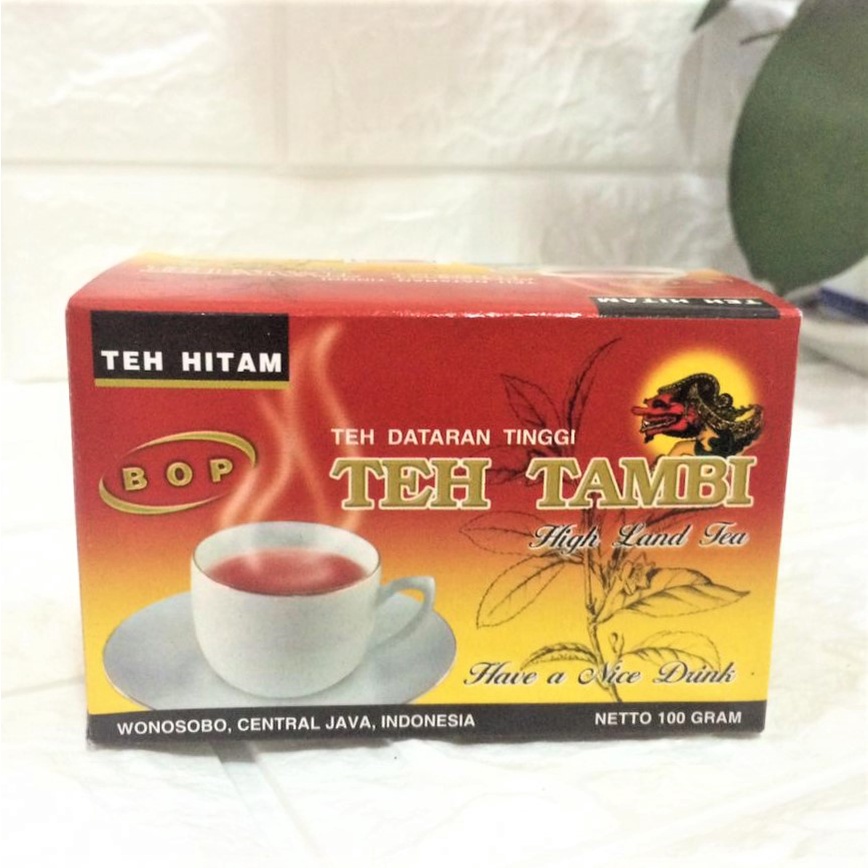 TEH HITAM
TEH HITAM
BOP
TEH DATARAN TINGGI
TEH TAMBI
High Land Tea
Have a Nice Drink
WONOSOBO, CENTRAL JAVA, INDONESIA
NETTO 100 GRAM